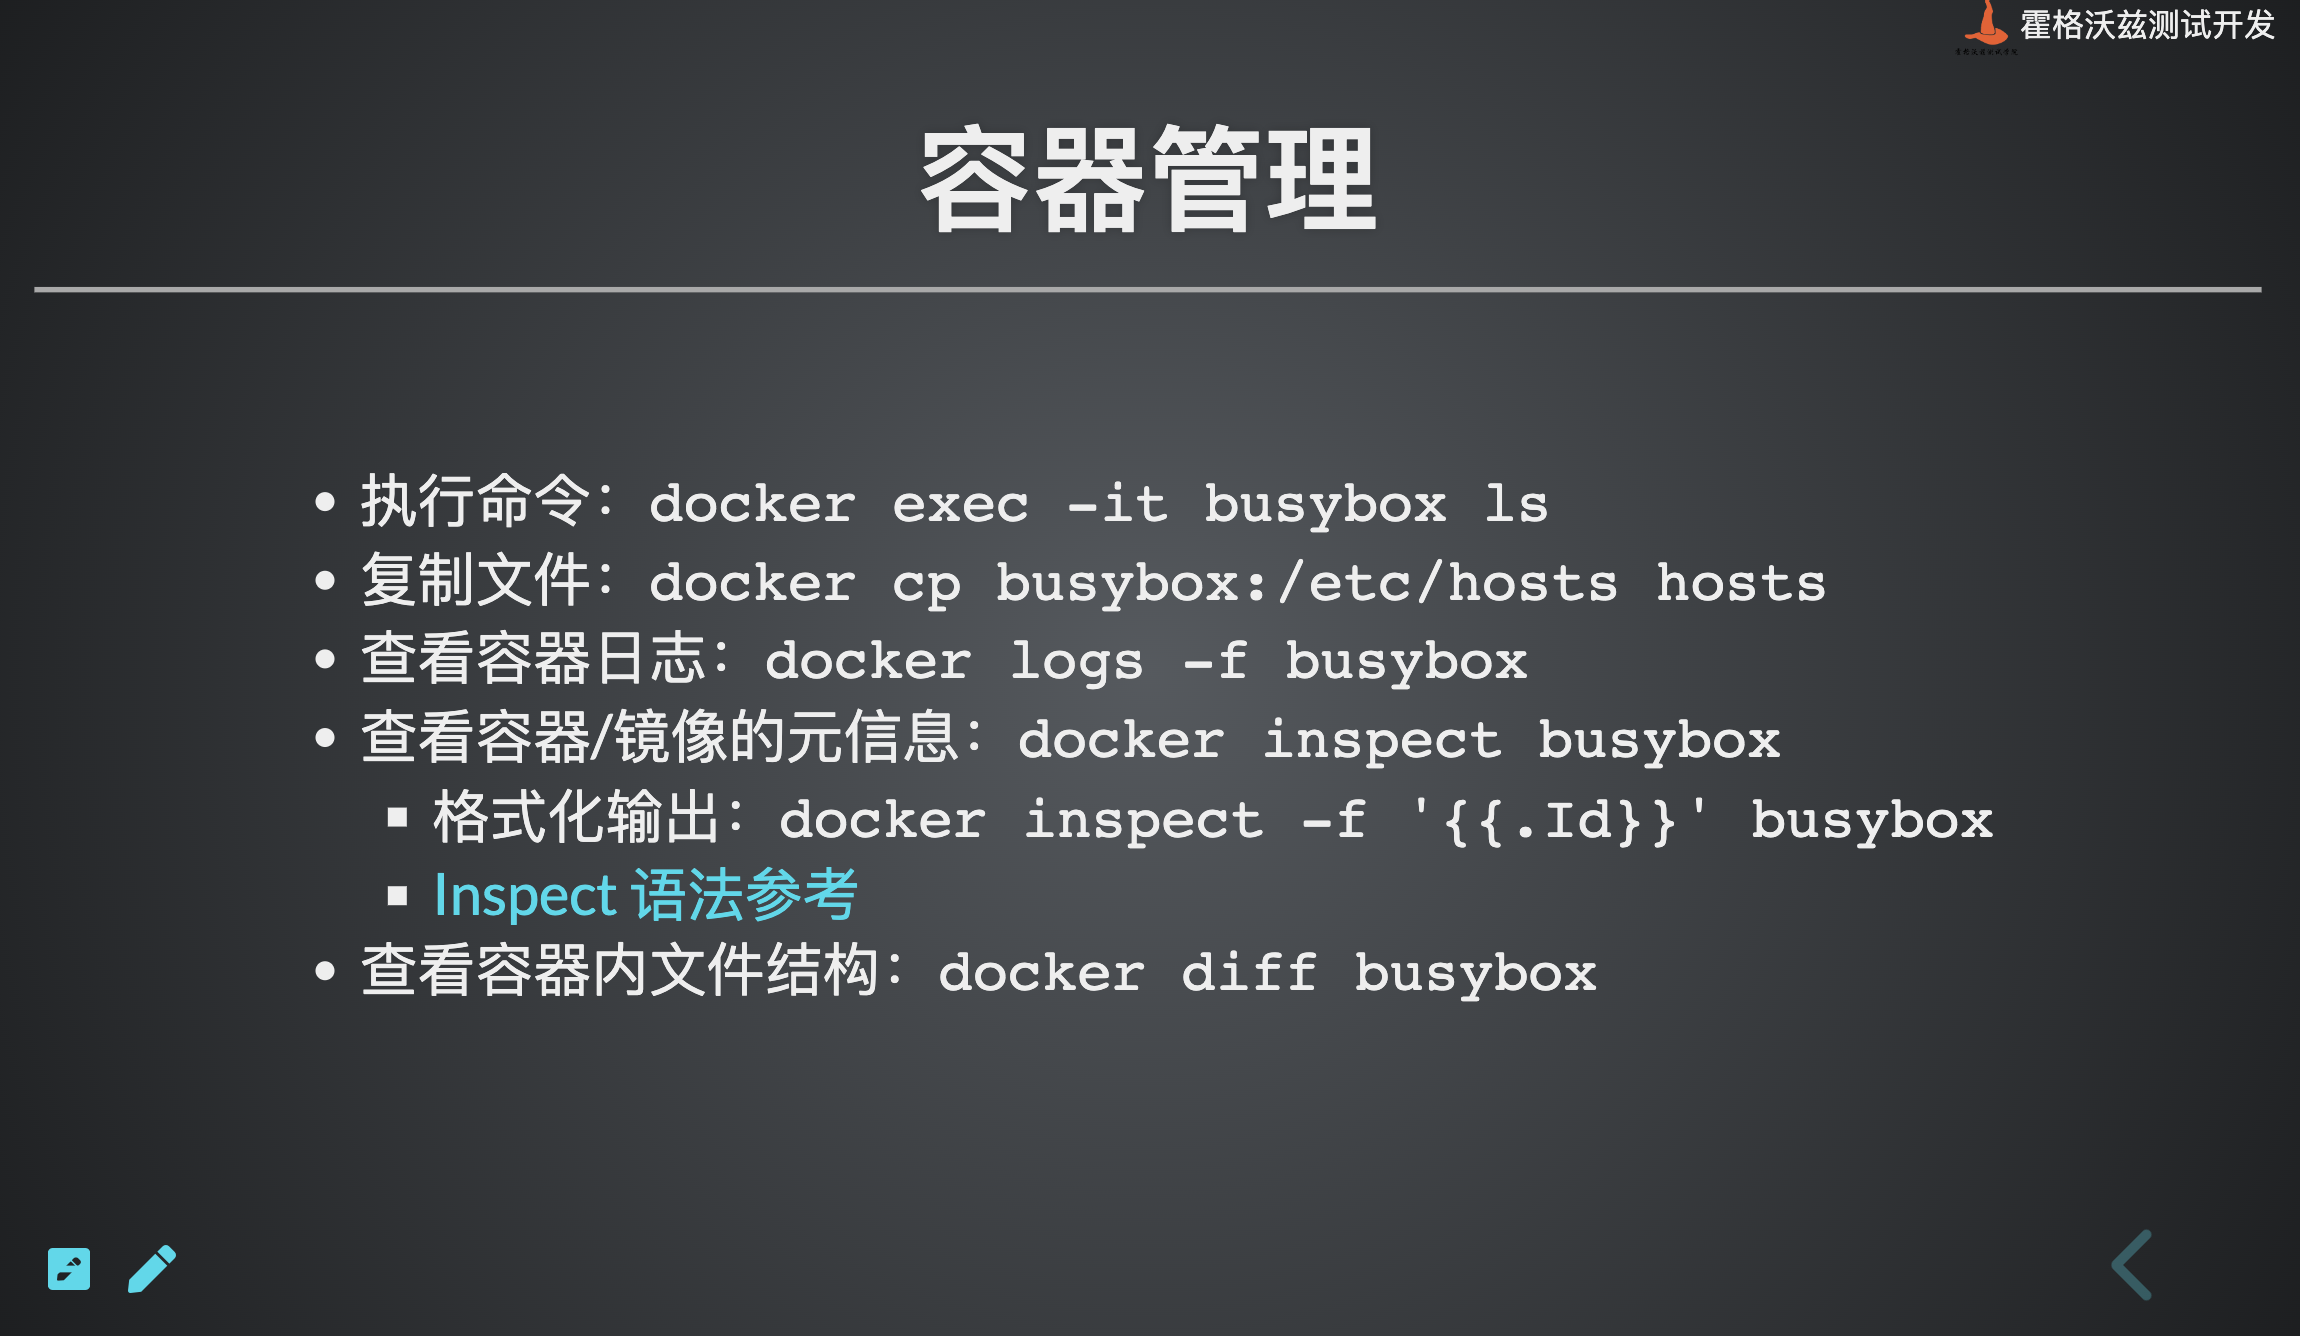 霍格沃兹测试开发
容器管理
执行命令：docker exec -it busybox ls
复制文件：docker cp busybox:/etc/hosts hosts
查看容器日志：docker logs -f busybox
查看容器/镜像的元信息：docker inspect busybox
格式化输出：docker inspect -f '{{.Id}}' busybox
Inspect 语法参考
查看容器内文件结构：docker diff busybox